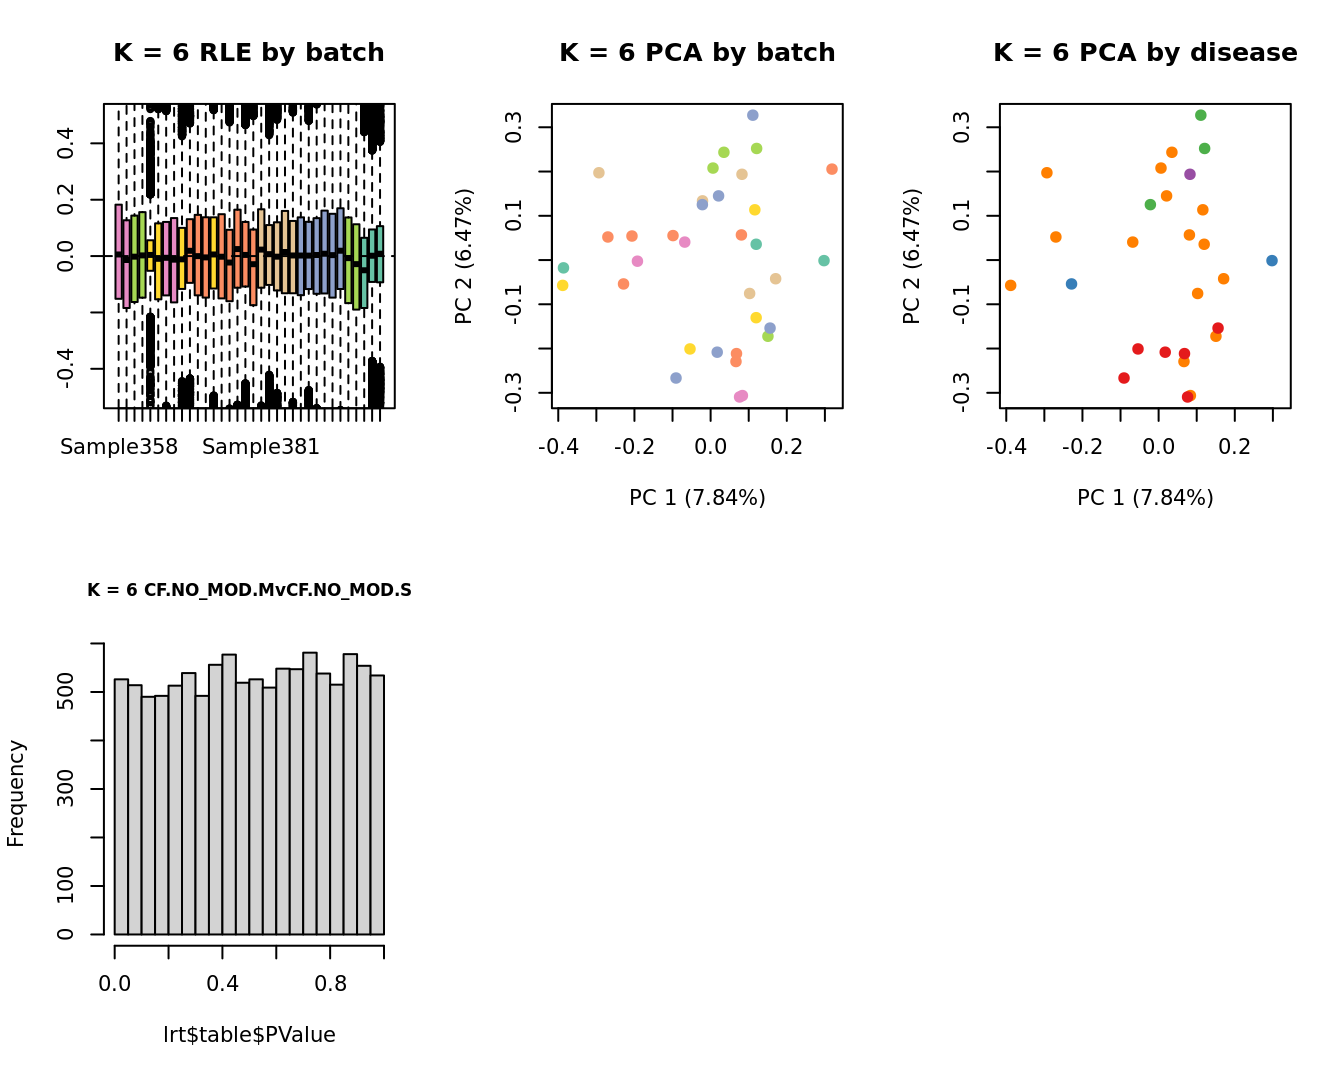 K = 6 RLE by batch
0.4
0.2
0.0
-0.4
Sample358 Sample381
K = 6 PCA by batch
PC 2 (6.47%)
0.3
0.1
-0.1
-0.3
-0.4 -0.2 0.0 0.2
PC 1 (7.84%)
K = 6 PCA by disease
PC 2 (6.47%)
0.3
0.1
-0.1
-0.3
-0.4 -0.2 0.0 0.2
PC 1 (7.84%)
K = 6 CF.NO_MOD.MvCF.NO_MOD.S
Frequency
500
300
100
0
0.0 0.4 0.8
lrt$table$PValue